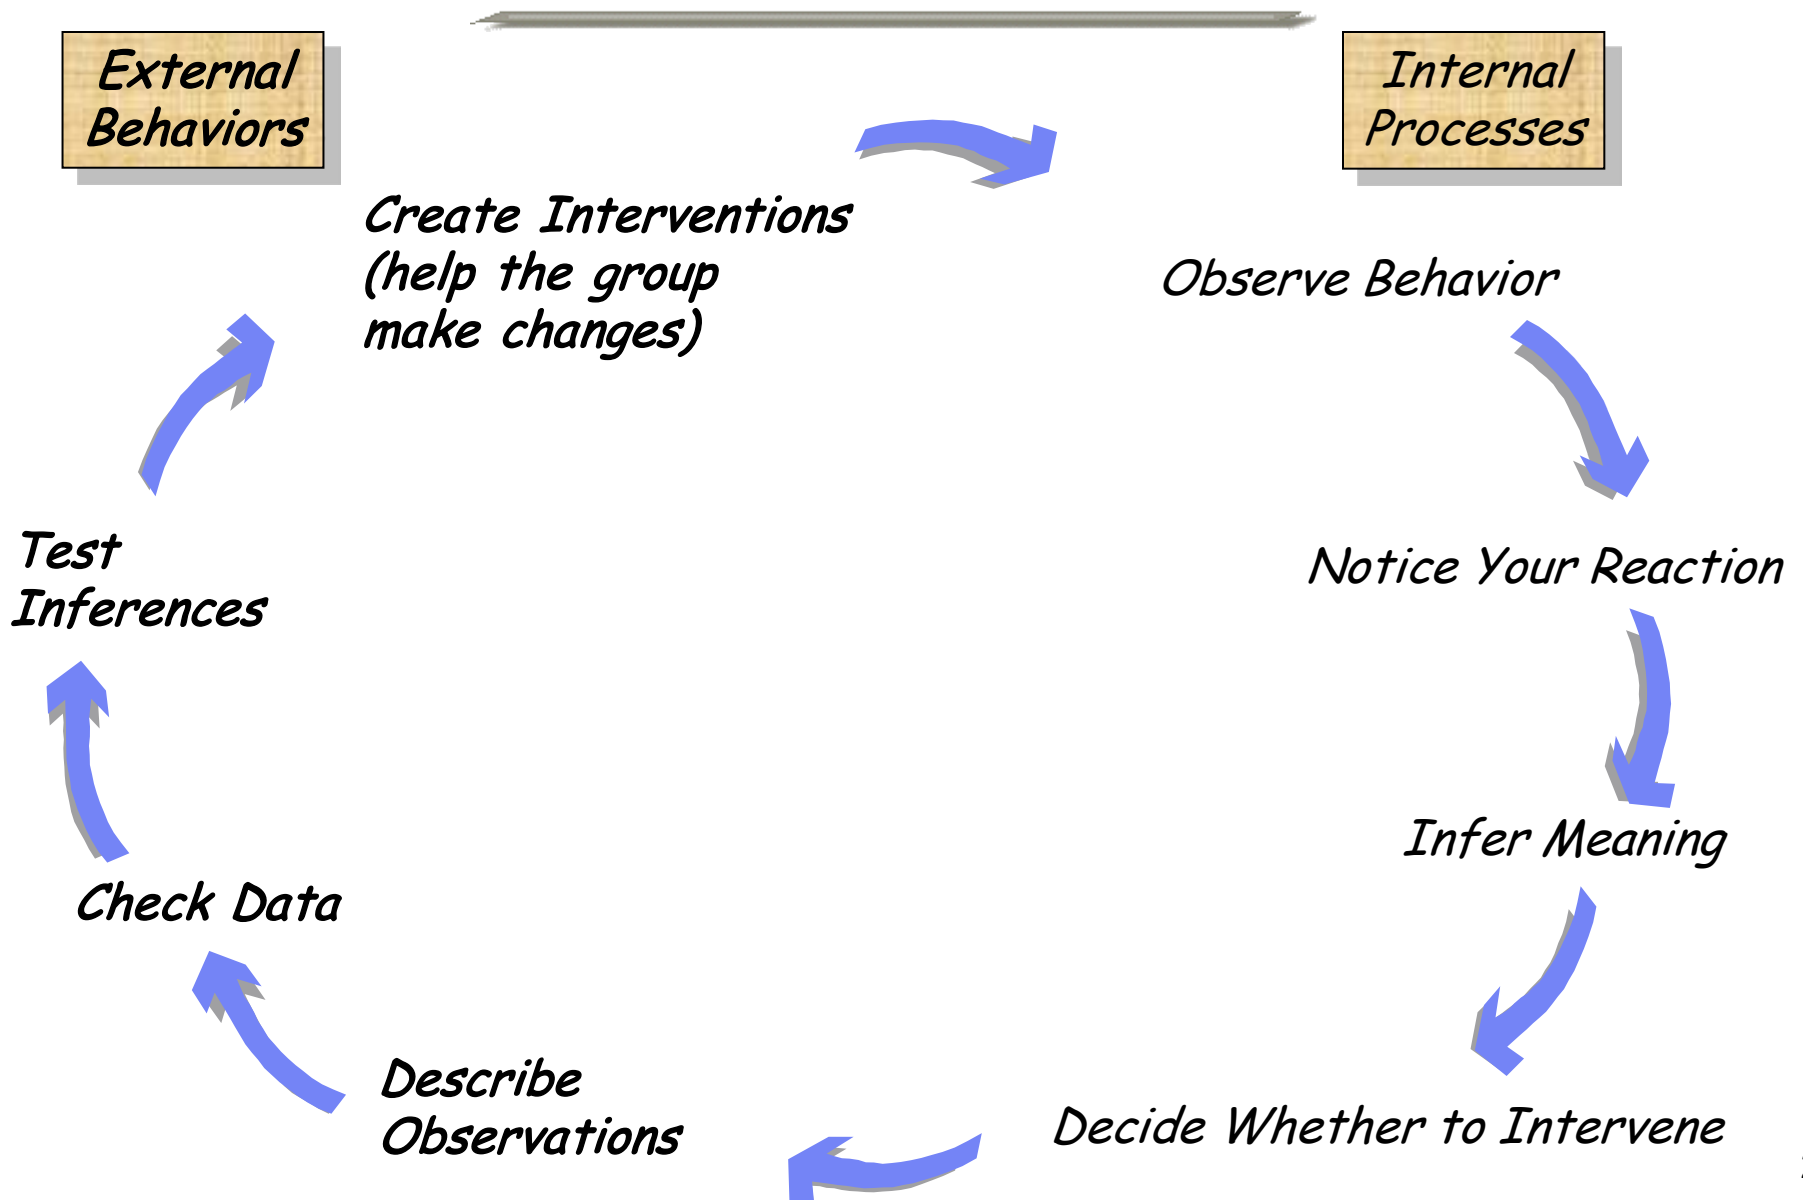 External
Behaviors
Internal
Processes
Create Interventions
(help the group
make changes)
Observe Behavior
Notice Your Reaction
Infer Meaning
Decide Whether to Intervene
Describe
Observations
Check Data
Test
Inferences